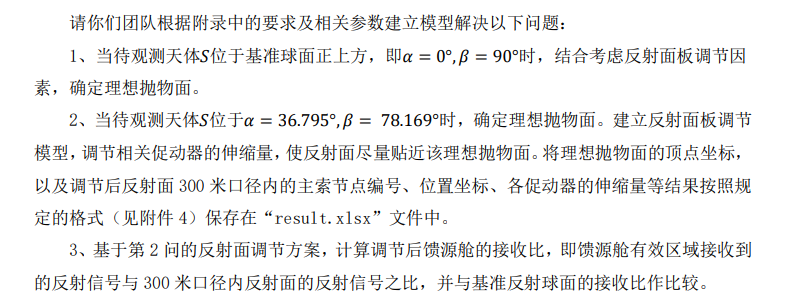 请你们团队根据附录中的要求及相关参数建立模型解决以下问题：
1、当待观测天体S位于基准球面正上方，即α = 0°, β = 90°时，结合考虑反射面板调节因
素，确定理想抛物面。
2、当待观测天体S位于α = 36.795°, β = 78.169°时，确定理想抛物面。建立反射面板调节
模型，调节相关促动器的伸缩量，使反射面尽量贴近该理想抛物面。将理想抛物面的顶点坐标，
以及调节后反射面 300 米口径内的主索节点编号、位置坐标、各促动器的伸缩量等结果按照规
定的格式（见附件 4）保存在“result.xlsx”文件中。
3、基于第 2 问的反射面调节方案，计算调节后馈源舱的接收比，即馈源舱有效区域接收到
的反射信号与 300 米口径内反射面的反射信号之比，并与基准反射球面的接收比作比较。